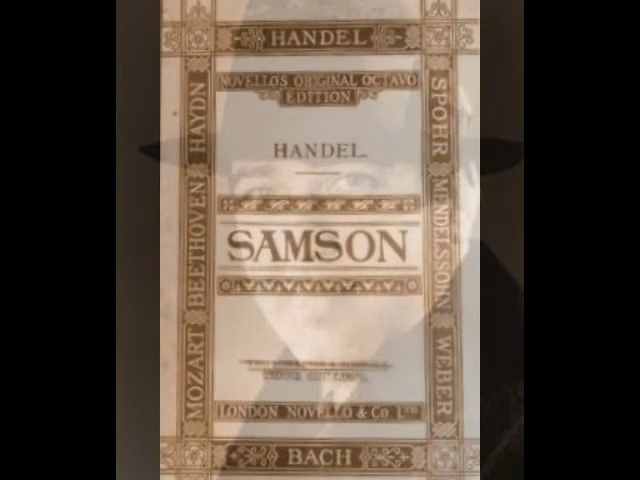 HANDEL
NOVELLO'S ORIGINAL OCTAVO
EDITION
HANDEL.
SAMSON
LONDON NOVELLO & Co Ltd
BACH
MOZART BEETHOVEN HAYDN
SPOHR MENDELSSOHN WEBER